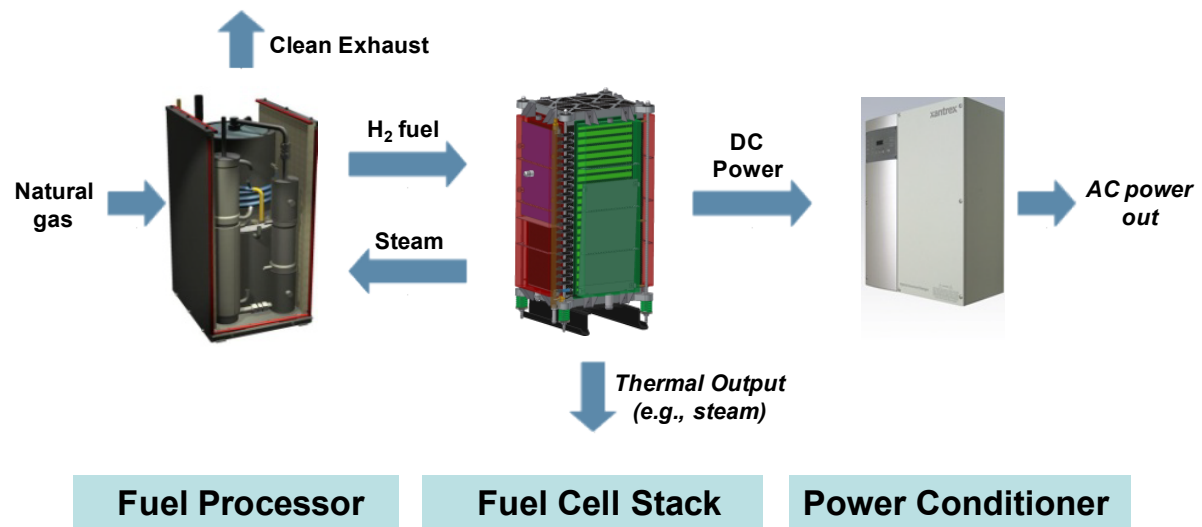 Clean Exhaust
xantrex
H₂ fuel
DC
Power
Natural
gas
AC power
out
Steam
Thermal Output
(e.g., steam)
Fuel Processor
Fuel Cell Stack
Power Conditioner